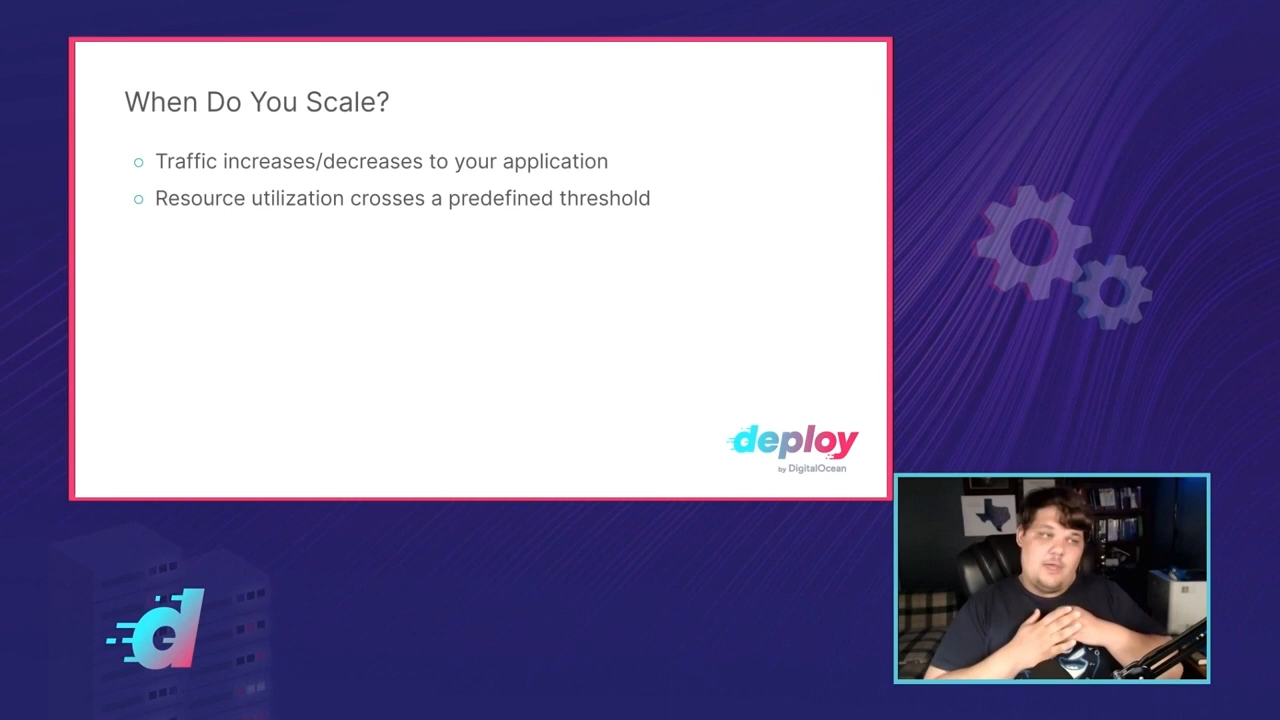 When Do You Scale?
Traffic increases/decreases to your application
Resource utilization crosses a predefined threshold
deploy
by DigitalOcean
d